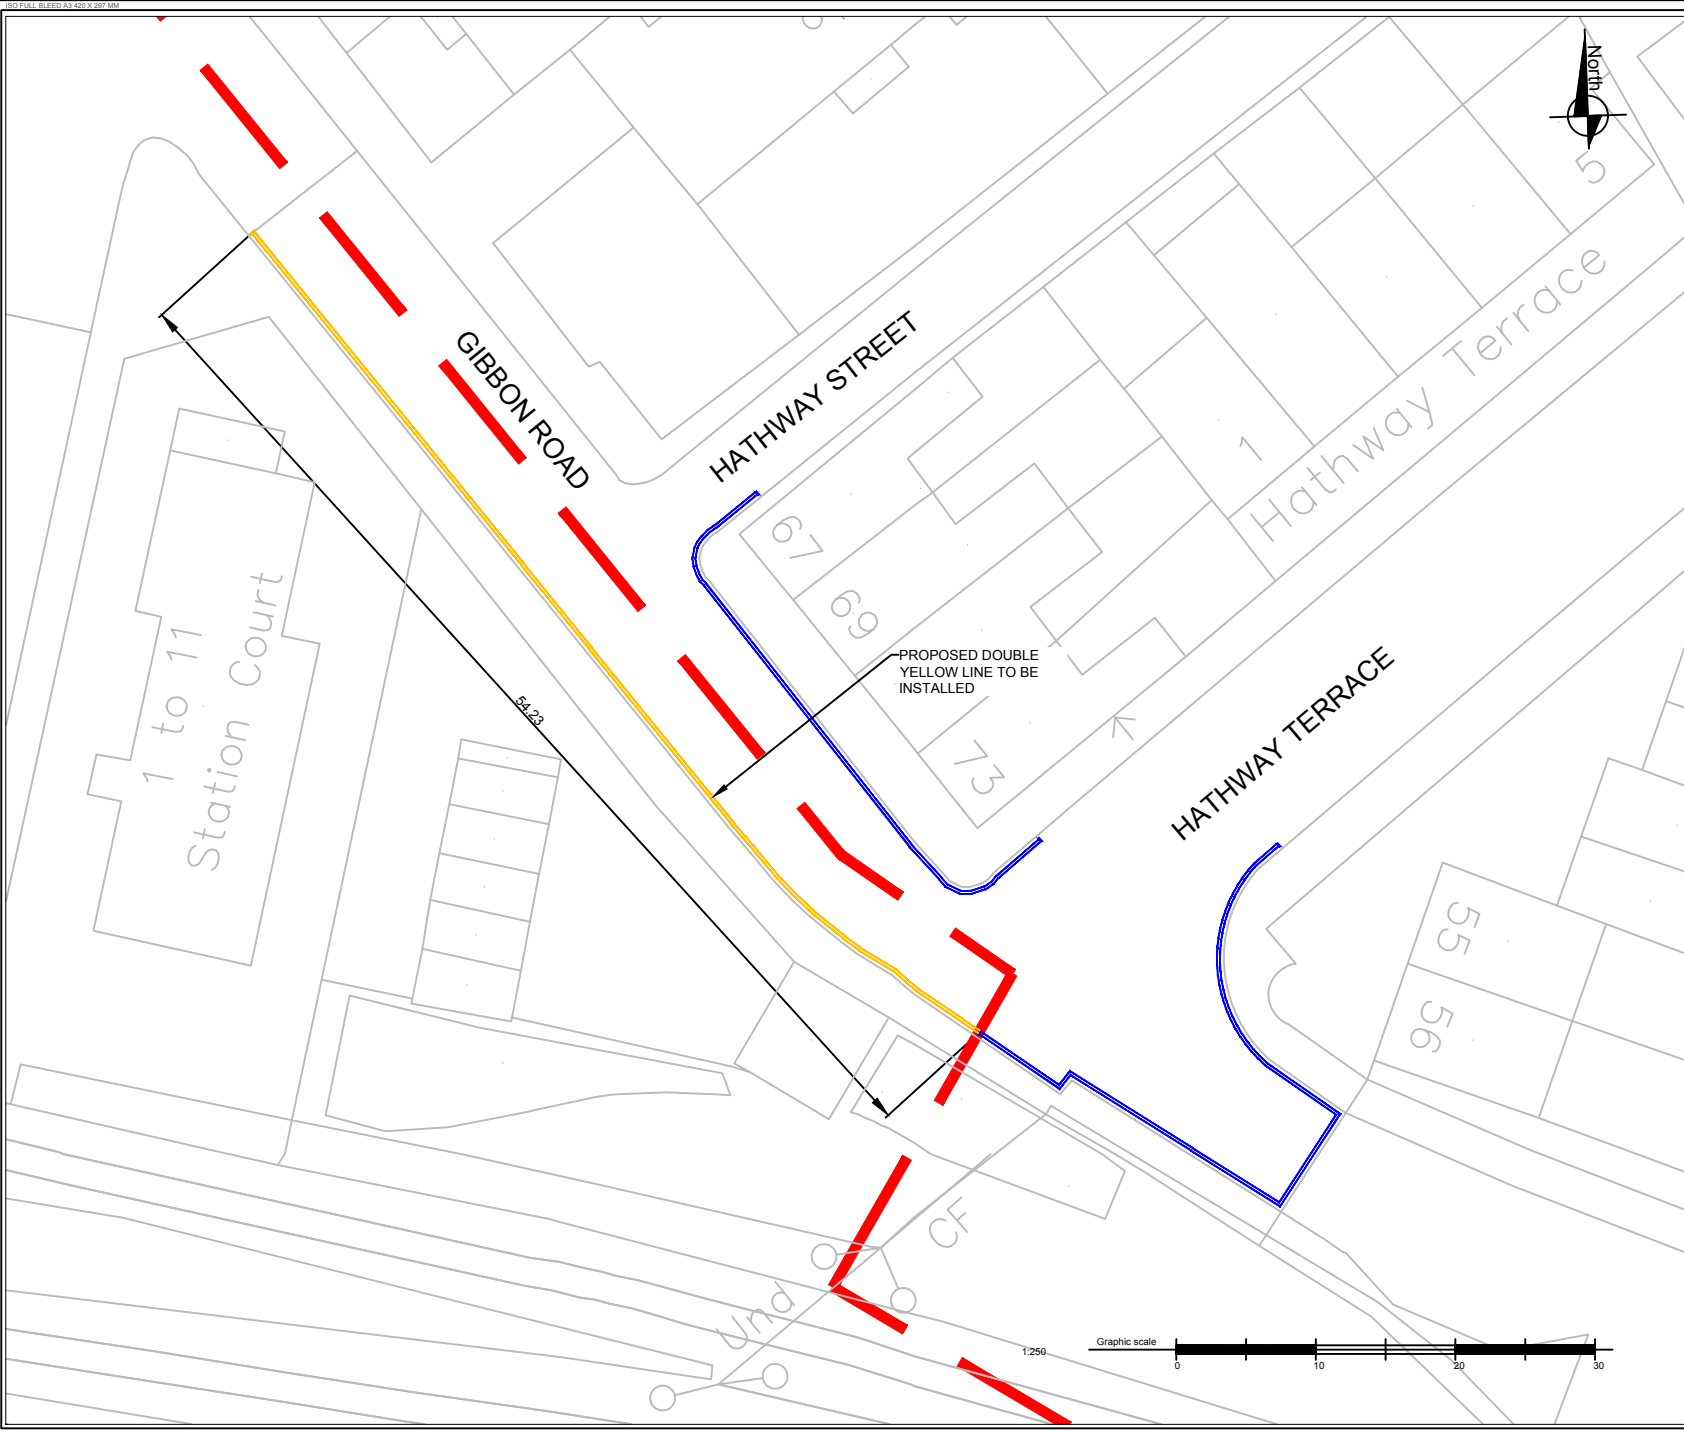 ISO FULL BLEED A3 420 X 297 MM
North
5
GIBBON ROAD
HATHWAY STREET
Hathway Terrace
1
67
69
73
PROPOSED DOUBLE
YELLOW LINE TO BE
INSTALLED
54.23
1 to 11
Station Court
HATHWAY TERRACE
55
56
CF
Und
1:250
Graphic scale
0
10
20
30